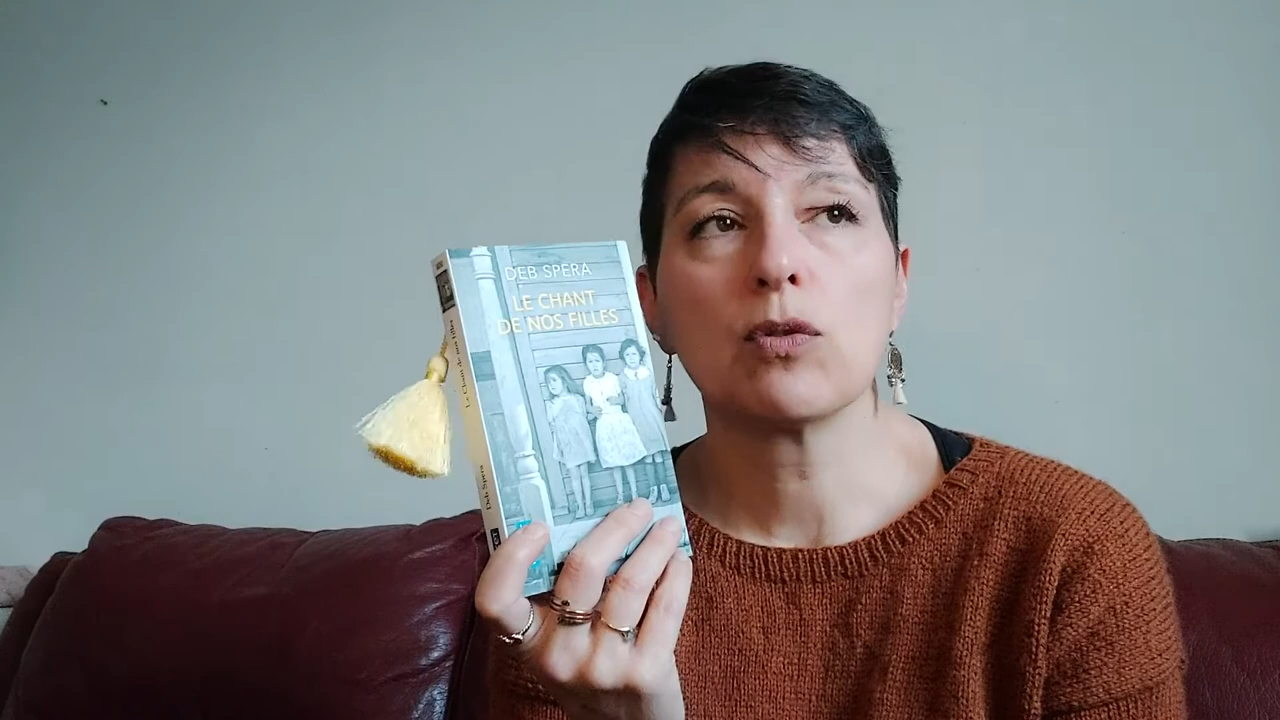 DEB SPERA
LE CHANT
DE NOS FILLES
Le Chant de nos filles
Deb Spera